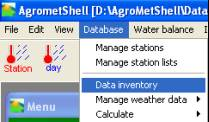 AgrometShell [D:\AgroMetShell\Data
File Edit View Database Water balance
Station day
Manage stations
Manage station lists
Data inventory
Manage weather data
Calculate
Menu